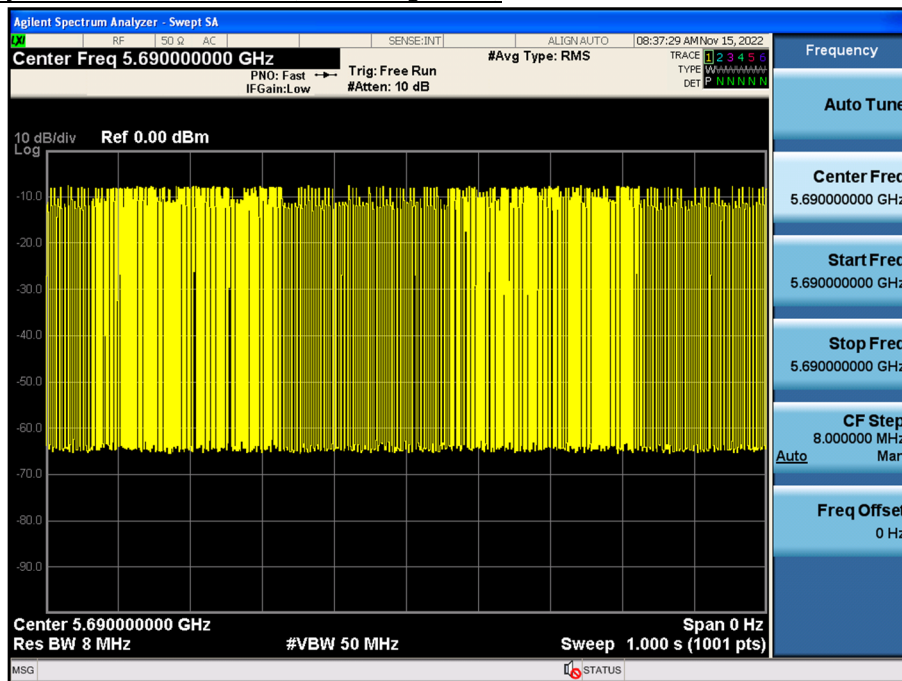 Agilent Spectrum Analyzer - Swept SA
LXI RF 50 Ω AC SENSE:INT ALIGN AUTO 08:37:29 AM Nov 15, 2022
Center Freq 5.690000000 GHz #Avg Type: RMS TRACE 1 2 3 4 5 6
PNO: Fast Trig: Free Run TYPE
IFGain:Low #Atten: 10 dB DET P N N N N N
10 dB/div Ref 0.00 dBm
Log
-10.0
-20.0
-30.0
-40.0
-50.0
-60.0
-70.0
-80.0
-90.0
Center 5.690000000 GHz Span 0 Hz
Res BW 8 MHz #VBW 50 MHz Sweep 1.000 s (1001 pts)
MSG STATUS
Frequency
Auto Tune
Center Freq
5.690000000 GHz
Start Freq
5.690000000 GHz
Stop Freq
5.690000000 GHz
CF Step
8.000000 MHz
Auto Man
Freq Offset
0 Hz